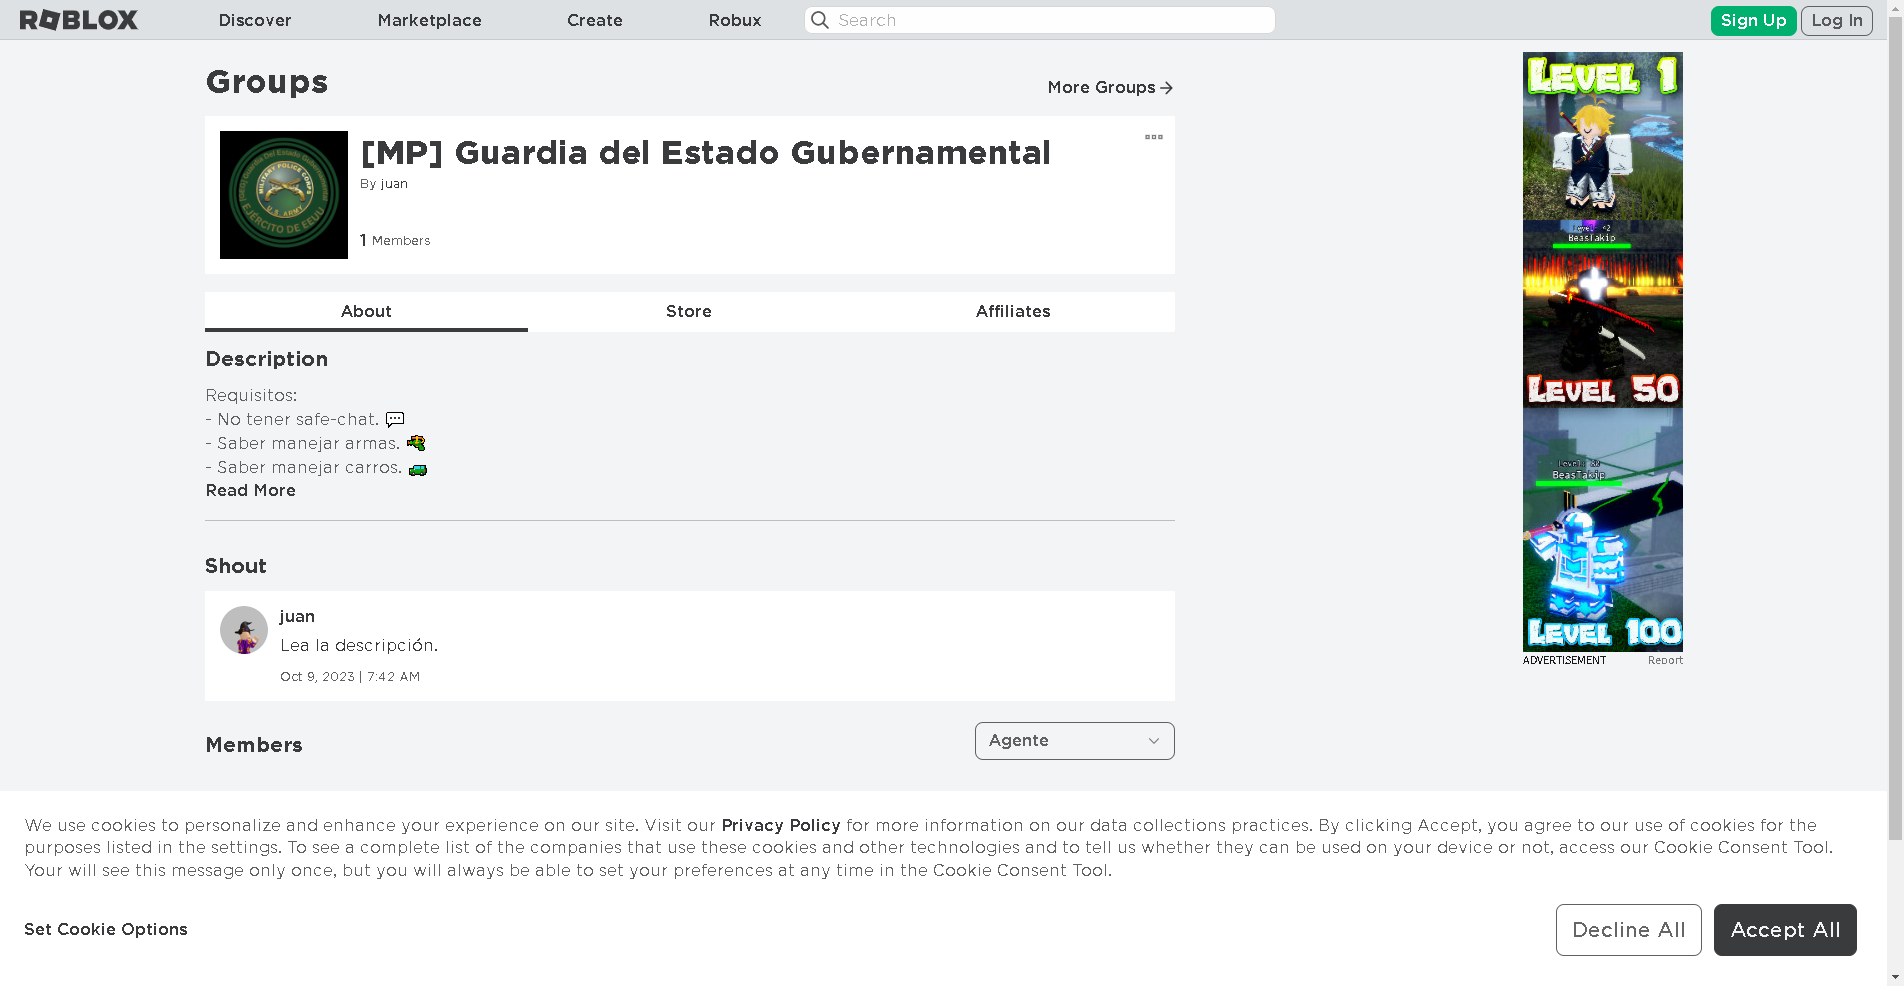 ROBLOX
Discover
Marketplace
Create
Robux
Search
Sign Up
Log In
Groups
More Groups
[MP] Guardia del Estado Gubernamental
By juan
1 Members
MILITARY POLICE CORPS
U.S. ARMY
EJÉRCITO DE EEUU
About
Store
Affiliates
Description
Requisitos:
- No tener safe-chat.
- Saber manejar armas.
- Saber manejar carros.
Read More
Shout
juan
Lea la descripción.
Oct 9, 2023 | 7:42 AM
Members
Agente
LEVEL 1
BeasTakip
LEVEL 50
BeasTakip
LEVEL 100
ADVERTISEMENT
Report
We use cookies to personalize and enhance your experience on our site. Visit our Privacy Policy for more information on our data collections practices. By clicking Accept, you agree to our use of cookies for the
purposes listed in the settings. To see a complete list of the companies that use these cookies and other technologies and to tell us whether they can be used on your device or not, access our Cookie Consent Tool.
Your will see this message only once, but you will always be able to set your preferences at any time in the Cookie Consent Tool.
Set Cookie Options
Decline All
Accept All